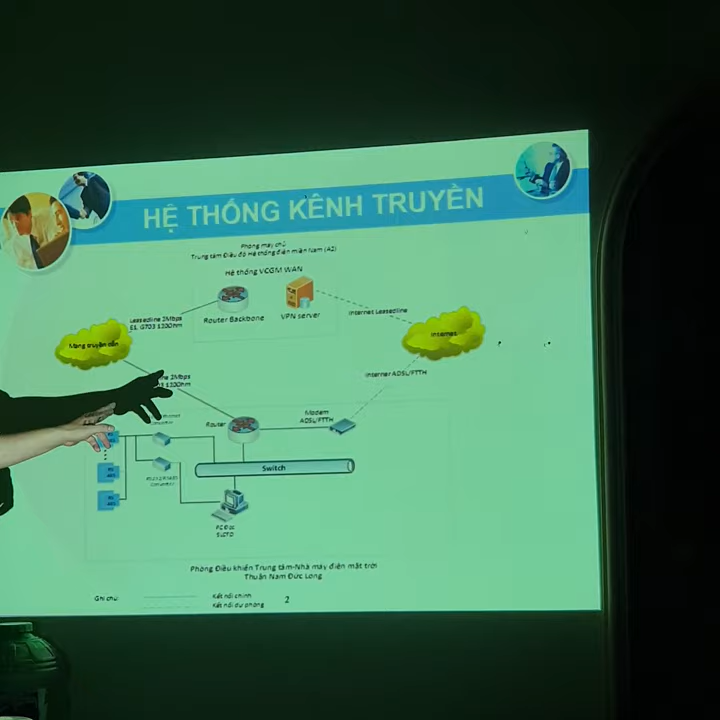 HỆ THỐNG KÊNH TRUYỀN
Phòng máy chủ
Trung tâm Điều độ Hệ thống điện miền Nam (A2)
Hệ thống VCGM WAN
Leasedline 2Mbps
E1, G703 120Ohm
Router Backbone
VPN server
Internet Leasedline
Mạng truyền dẫn
Internet
2Mbps
120Ohm
Internet ADSL/FTTH
Router
Modem
ADSL/FTTH
Switch
PC Đọc
Phòng Điều khiển Trung tâm-Nhà máy điện mặt trời
Thuận Nam Đức Long
Ghi chú:
Kết nối chính
Kết nối dự phòng
2